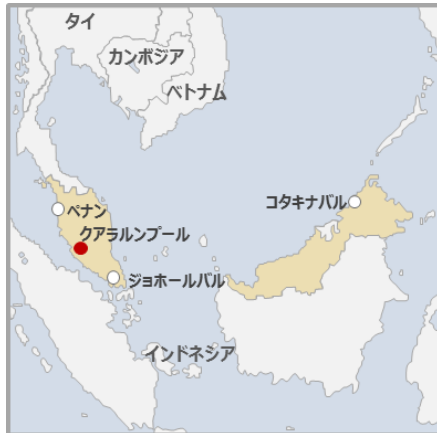 タイ
カンボジア
ベトナム
コタキナバル
ペナン
クアラルンプール
ジョホールバル
インドネシア